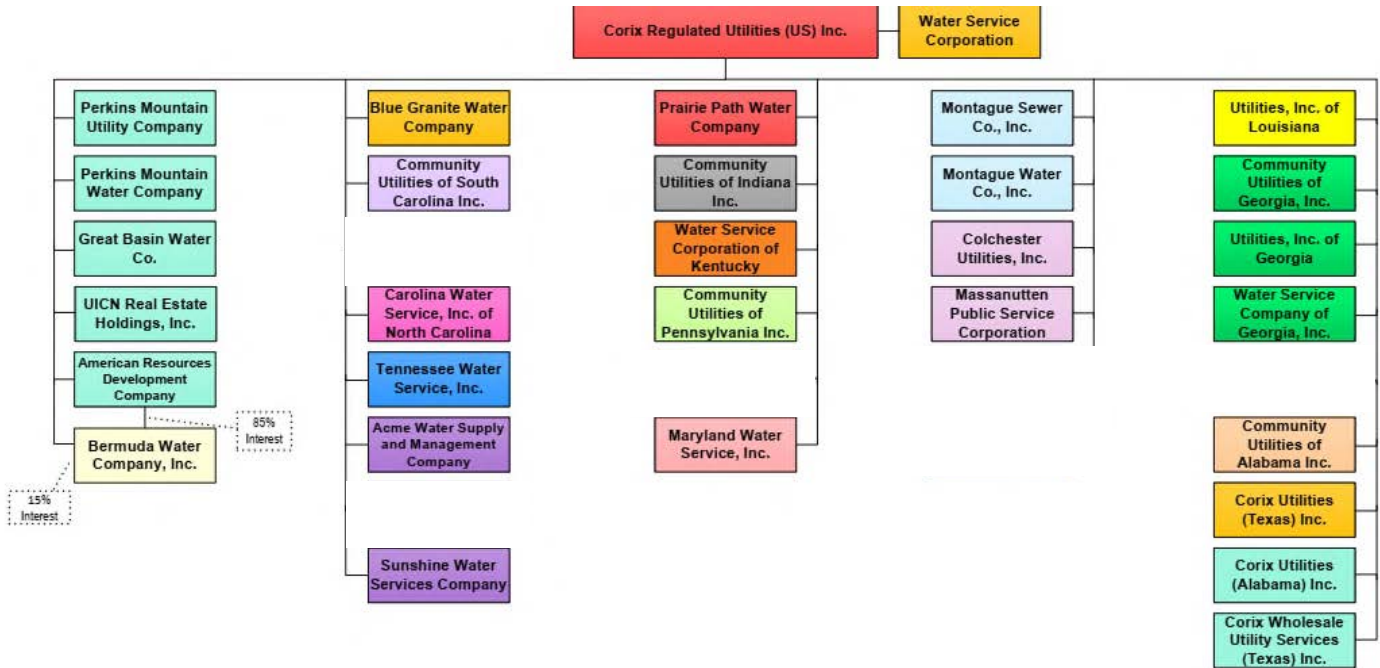 Corix Regulated Utilities (US) Inc.
Water Service
Corporation
Perkins Mountain
Utility Company
Perkins Mountain
Water Company
Great Basin Water
Co.
UICN Real Estate
Holdings, Inc.
American Resources
Development
Company
85%
Interest
Bermuda Water
Company, Inc.
15%
Interest
Blue Granite Water
Company
Community
Utilities of South
Carolina Inc.
Carolina Water
Service, Inc. of
North Carolina
Tennessee Water
Service, Inc.
Acme Water Supply
and Management
Company
Sunshine Water
Services Company
Prairie Path Water
Company
Community
Utilities of Indiana
Inc.
Water Service
Corporation of
Kentucky
Community
Utilities of
Pennsylvania Inc.
Maryland Water
Service, Inc.
Montague Sewer
Co., Inc.
Montague Water
Co., Inc.
Colchester
Utilities, Inc.
Massanutten
Public Service
Corporation
Utilities, Inc. of
Louisiana
Community
Utilities of
Georgia, Inc.
Utilities, Inc. of
Georgia
Water Service
Company of
Georgia, Inc.
Community
Utilities of
Alabama Inc.
Corix Utilities
(Texas) Inc.
Corix Utilities
(Alabama) Inc.
Corix Wholesale
Utility Services
(Texas) Inc.